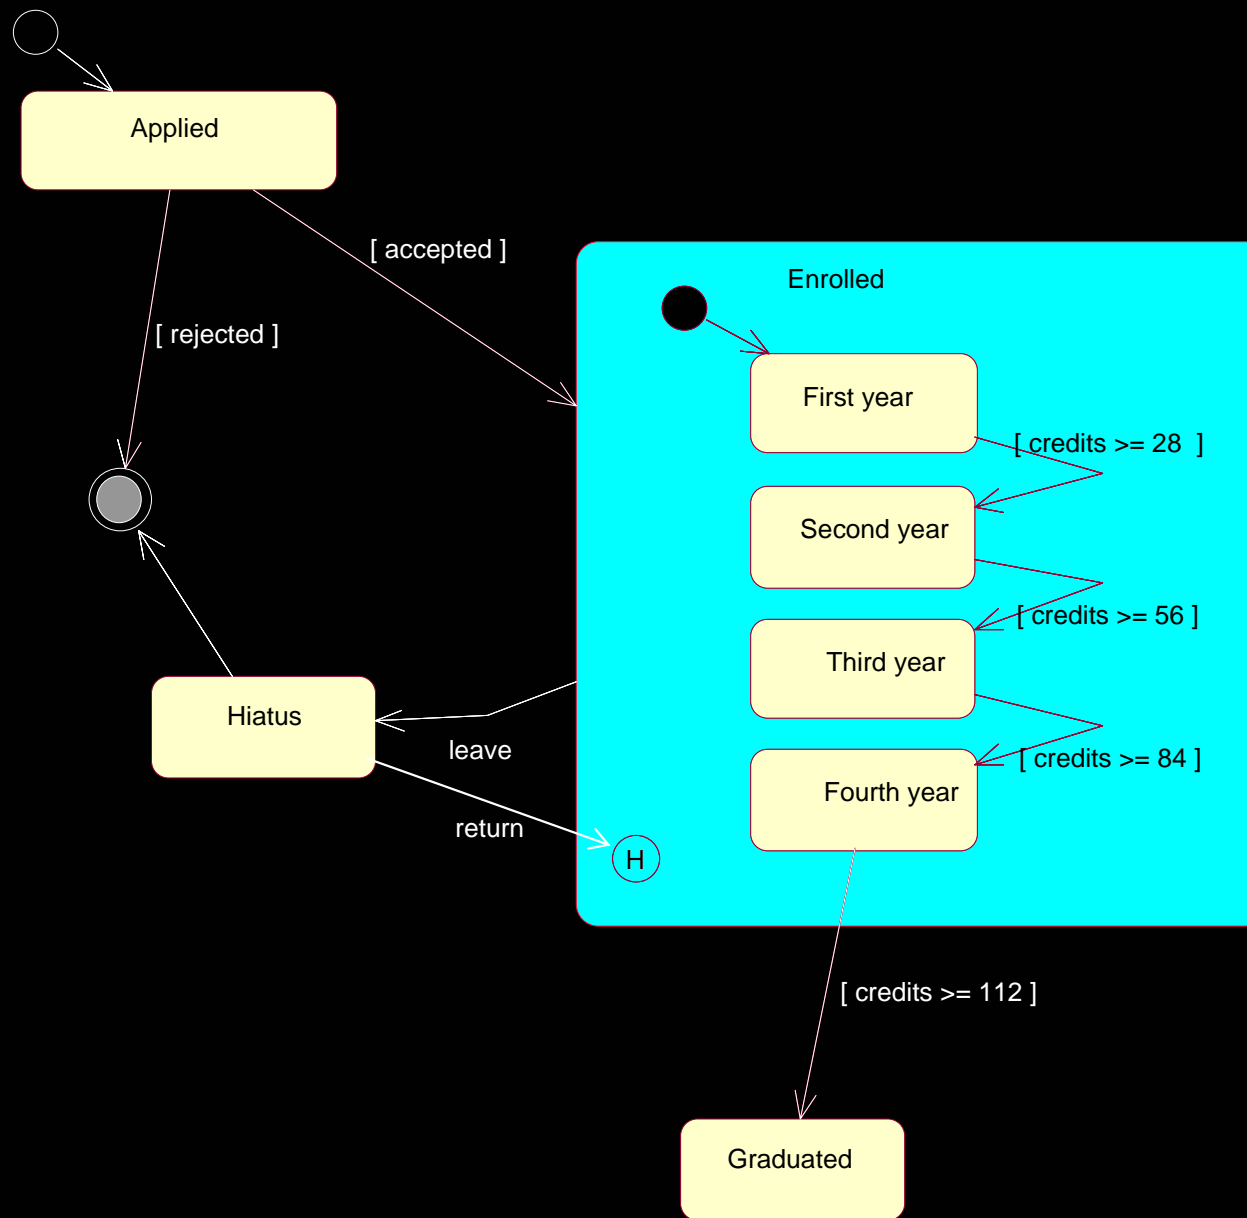 Applied
[ accepted ]
Enrolled
[ rejected ]
First year
[ credits >= 28  ]
Second year
[ credits >= 56 ]
Third year
Hiatus
leave
[ credits >= 84 ]
Fourth year
return
H
[ credits >= 112 ]
Graduated